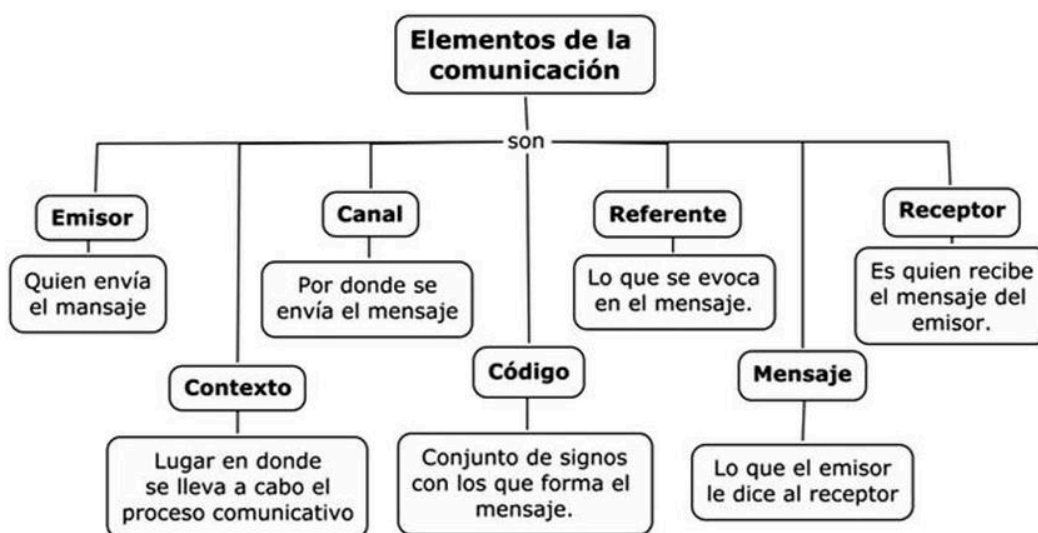 Elementos de la
comunicación
son
Emisor
Quien envía
el mansaje
Contexto
Lugar en donde
se lleva a cabo el
proceso comunicativo
Canal
Por donde se
envía el mensaje
Código
Conjunto de signos
con los que forma el
mensaje.
Referente
Lo que se evoca
en el mensaje.
Mensaje
Lo que el emisor
le dice al receptor
Receptor
Es quien recibe
el mensaje del
emisor.